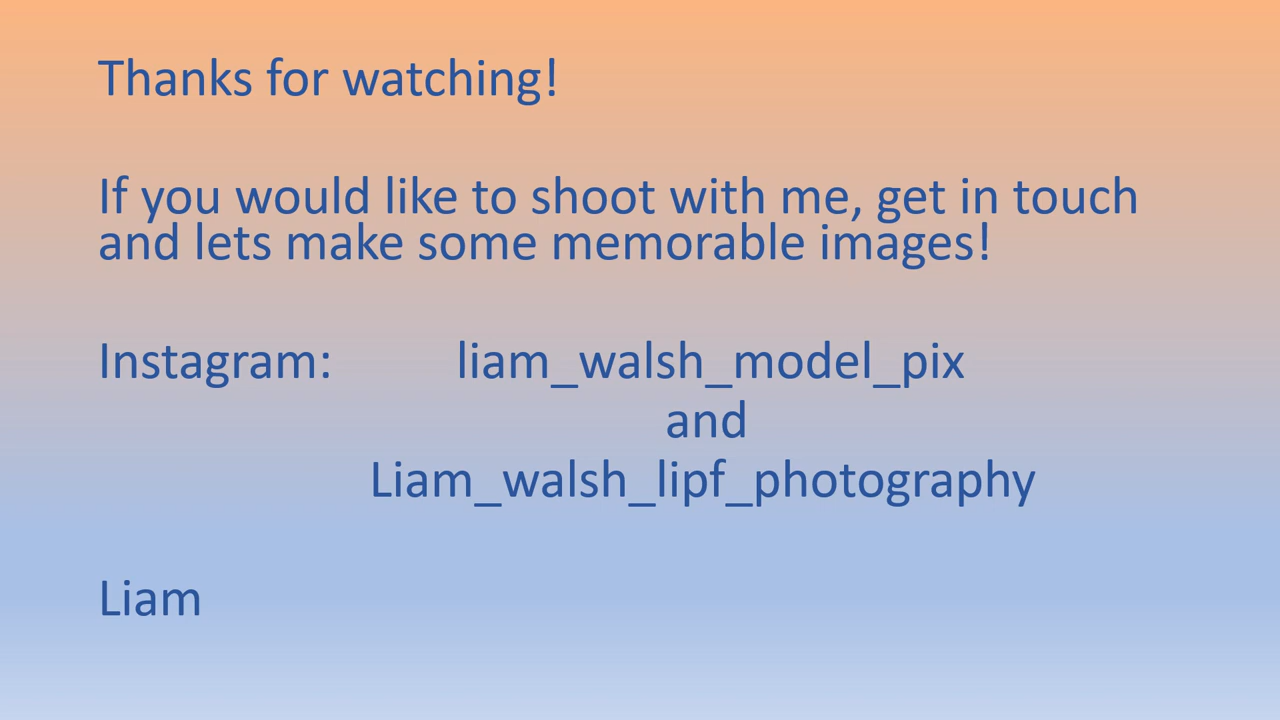 Thanks for watching!
If you would like to shoot with me, get in touch
and lets make some memorable images!
Instagram: liam_walsh_model_pix
and
Liam_walsh_lipf_photography
Liam